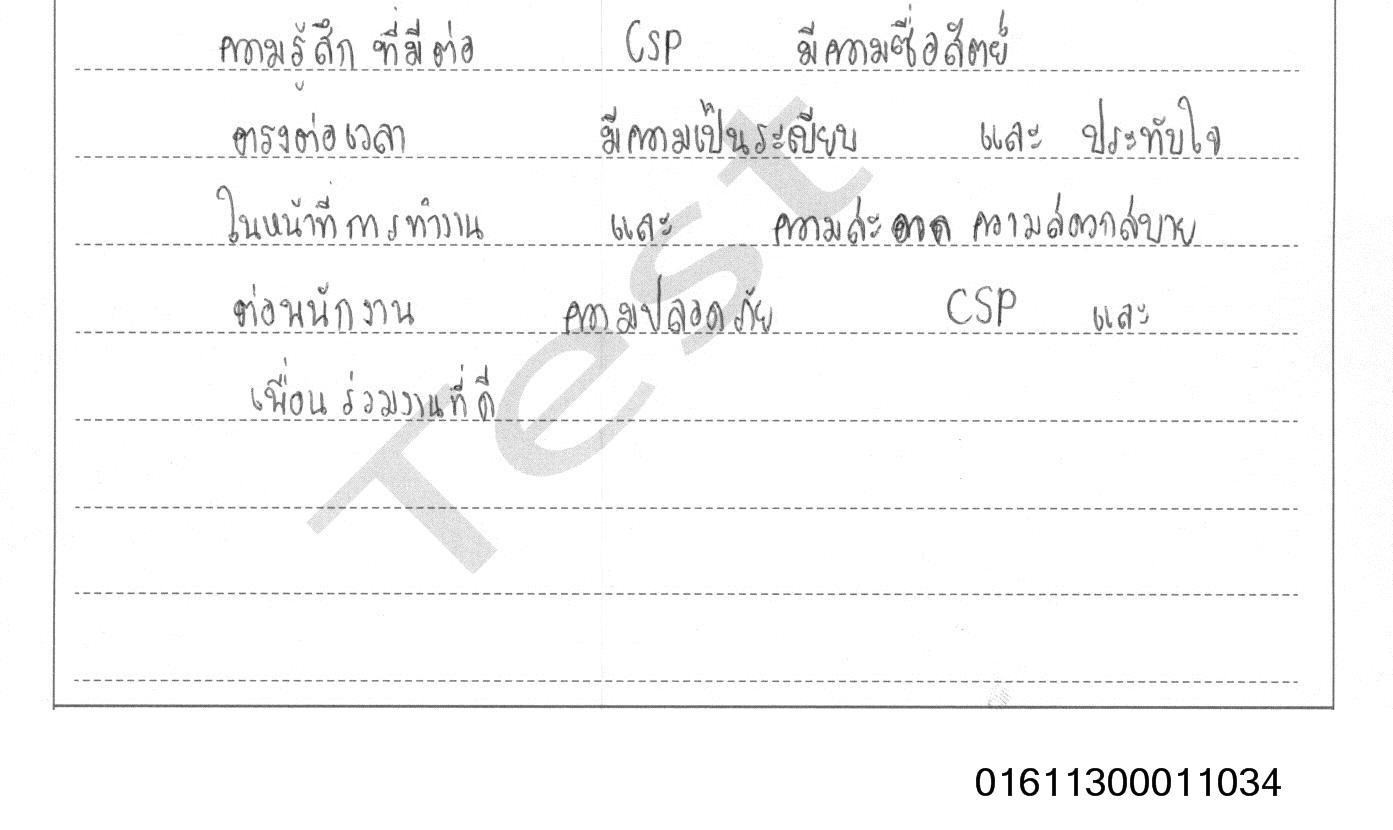 ความรู้สึก ที่มีต่อ CSP มีความซื่อสัตย์
ตรงต่อเวลา มีความเป็นระเบียบ และ ประทับใจ
ในหน้าที่การทำงาน และ ความสะอาด ความสดวกสบาย
ต่อพนักงาน ความปลอดภัย CSP และ
เพื่อนร่วมงานที่ดี
Test
01611300011034